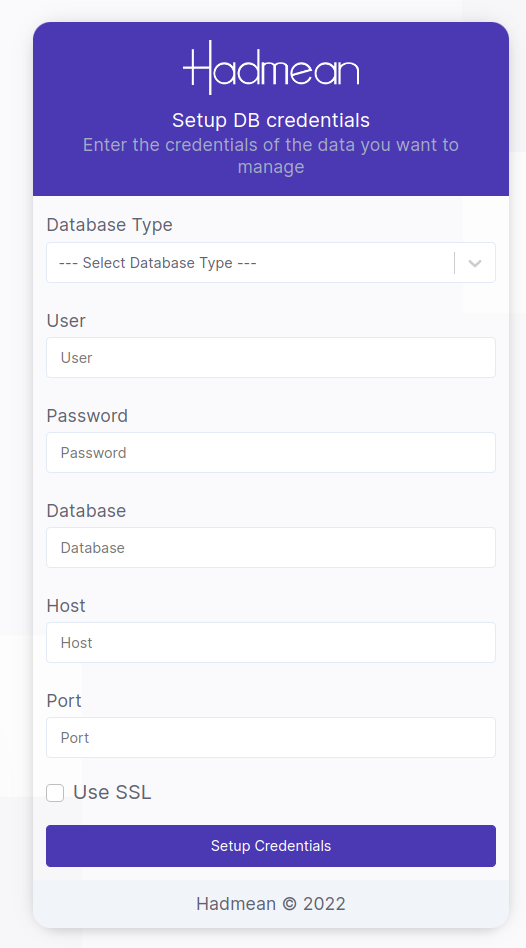 Hadmean
Setup DB credentials
Enter the credentials of the data you want to
manage
Database Type
--- Select Database Type ---
User
User
Password
Password
Database
Database
Host
Host
Port
Port
Use SSL
Setup Credentials
Hadmean © 2022